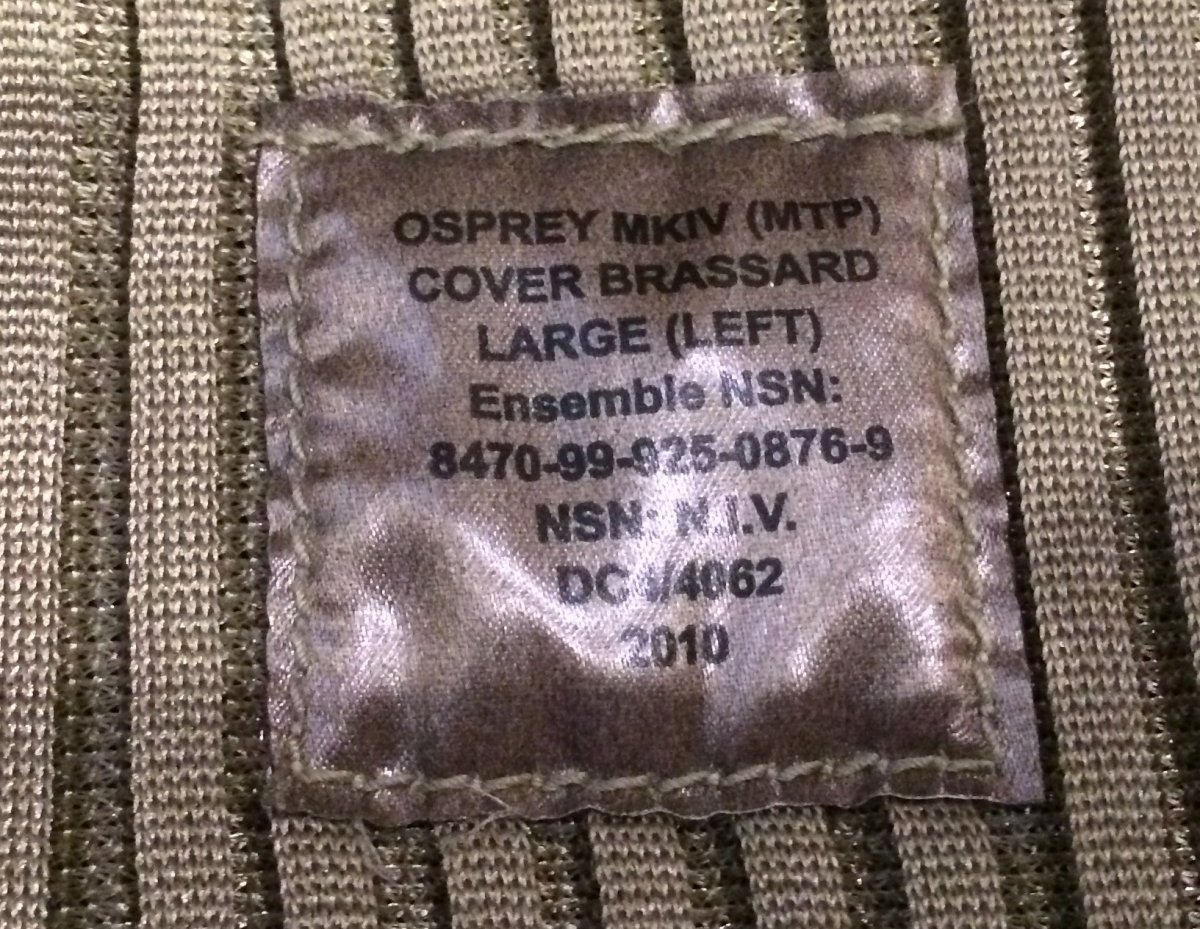 OSPREY MKIV (MTP)
COVER BRASSARD
LARGE (LEFT)
Ensemble NSN:
8470-99-925-0876-9
NSN: N.I.V.
2010